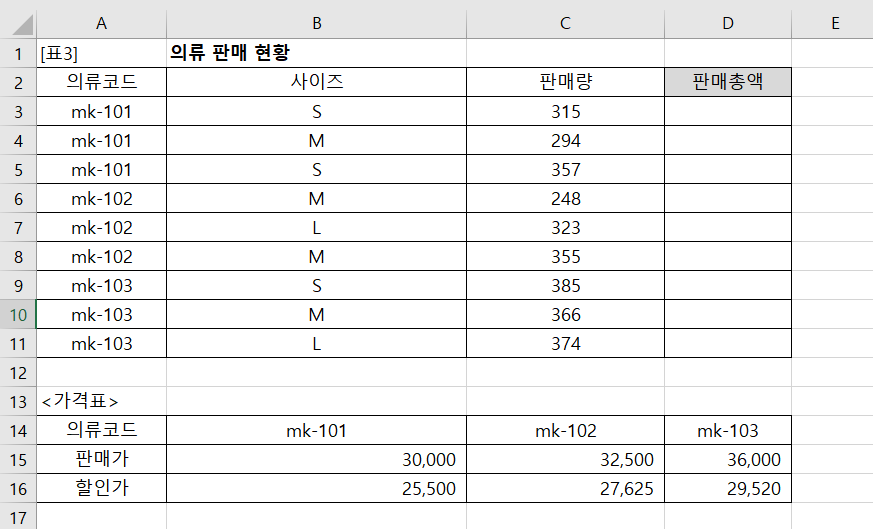 A B C D E
1 [표3] 의류 판매 현황
2 의류코드 사이즈 판매량 판매총액
3 mk-101 S 315
4 mk-101 M 294
5 mk-101 S 357
6 mk-102 M 248
7 mk-102 L 323
8 mk-102 M 355
9 mk-103 S 385
10 mk-103 M 366
11 mk-103 L 374
12
13 <가격표>
14 의류코드 mk-101 mk-102 mk-103
15 판매가 30,000 32,500 36,000
16 할인가 25,500 27,625 29,520
17